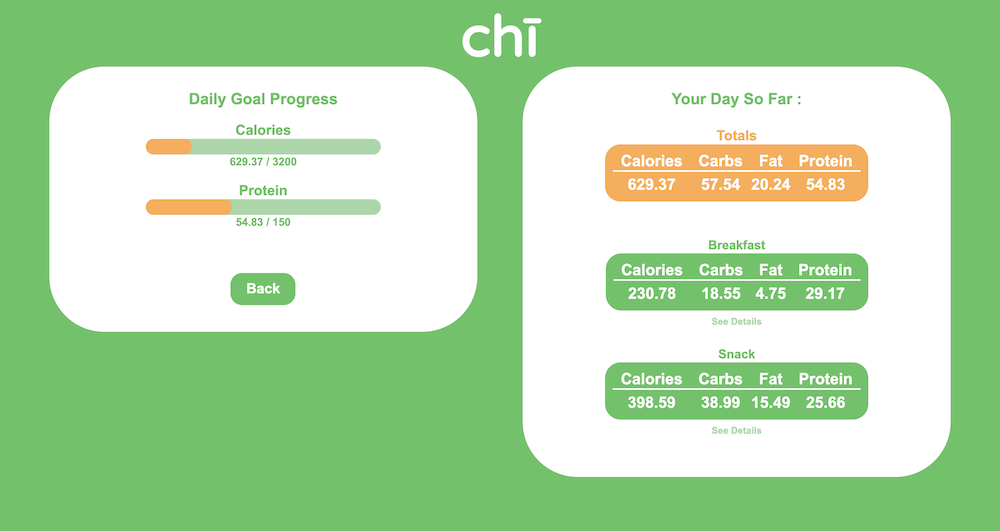 chī
Daily Goal Progress
Calories
629.37 / 3200
Protein
54.83 / 150
Back
Your Day So Far :
Totals
Calories Carbs Fat Protein
629.37 57.54 20.24 54.83
Breakfast
Calories Carbs Fat Protein
230.78 18.55 4.75 29.17
See Details
Snack
Calories Carbs Fat Protein
398.59 38.99 15.49 25.66
See Details